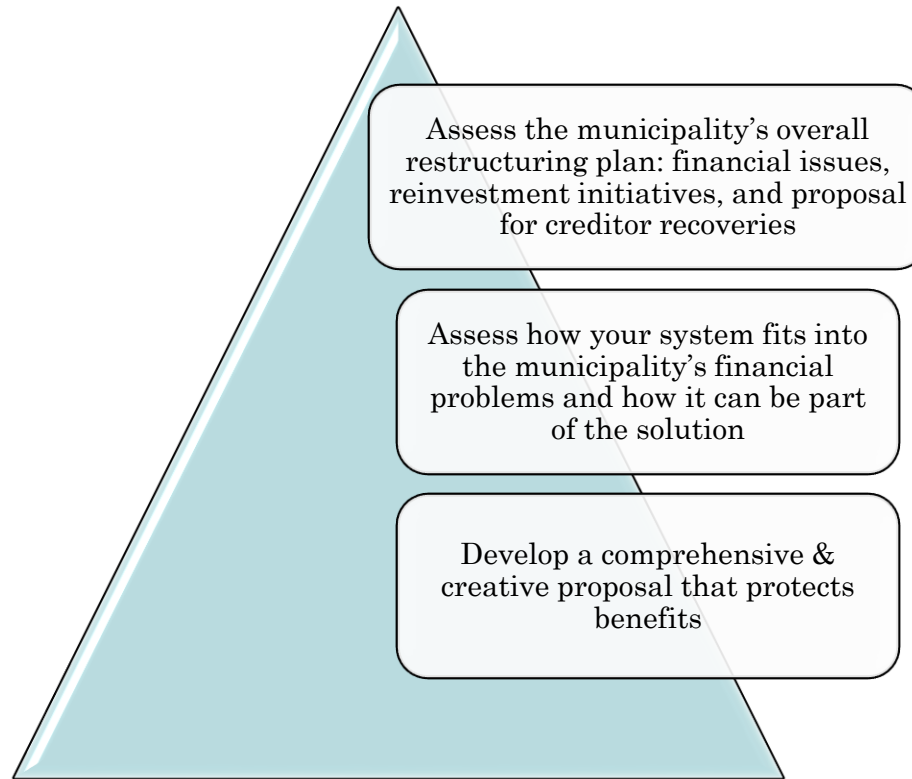 Assess the municipality’s overall
restructuring plan: financial issues,
reinvestment initiatives, and proposal
for creditor recoveries
Assess how your system fits into
the municipality’s financial
problems and how it can be part
of the solution
Develop a comprehensive &
creative proposal that protects
benefits